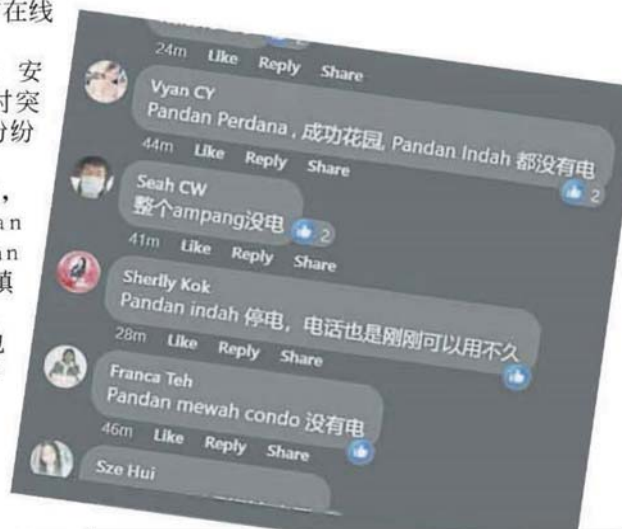 在线
安
时突
纷纷
，
an
an
镇
24m Like Reply Share
Vyan CY
Pandan Perdana , 成功花园, Pandan Indah 都没有电
2
44m Like Reply Share
Seah CW
整个ampang没电
2
41m Like Reply Share
Sherlly Kok
Pandan indah 停电，电话也是刚刚可以用不久
28m Like Reply Share
Franca Teh
Pandan mewah condo 没有电
46m Like Reply Share
Sze Hui